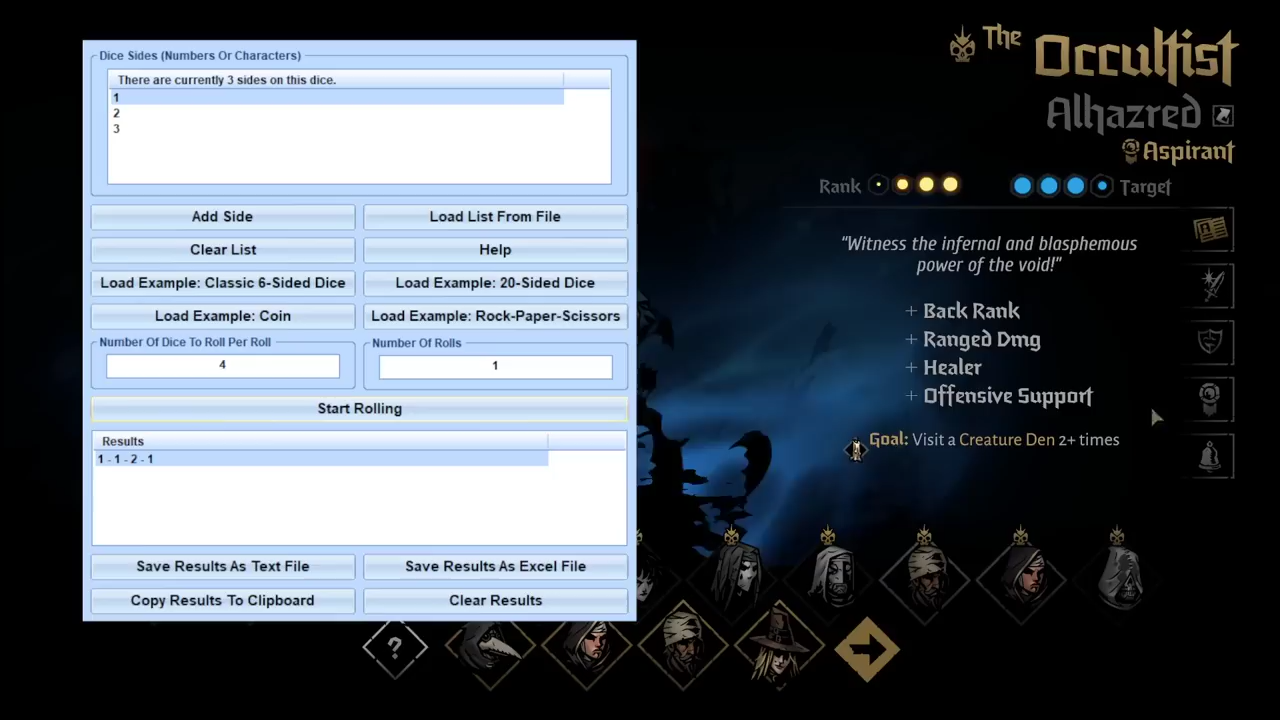 Dice Sides (Numbers Or Characters)
There are currently 3 sides on this dice.
1
2
3
Add Side
Load List From File
Clear List
Help
Load Example: Classic 6-Sided Dice
Load Example: 20-Sided Dice
Load Example: Coin
Load Example: Rock-Paper-Scissors
Number Of Dice To Roll Per Roll
4
Number Of Rolls
1
Start Rolling
Results
1 - 1 - 2 - 1
Save Results As Text File
Save Results As Excel File
Copy Results To Clipboard
Clear Results
The Occultist
Alhazred
Aspirant
Rank
Target
"Witness the infernal and blasphemous
power of the void!"
+ Back Rank
+ Ranged Dmg
+ Healer
+ Offensive Support
Goal: Visit a Creature Den 2+ times
?